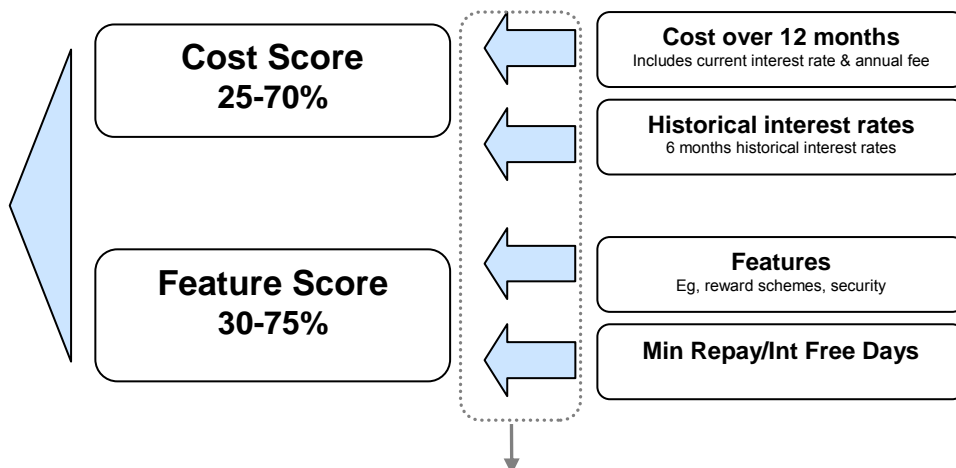 Cost Score
25-70%
Cost over 12 months
Includes current interest rate & annual fee
Historical interest rates
6 months historical interest rates
Feature Score
30-75%
Features
Eg, reward schemes, security
Min Repay/Int Free Days